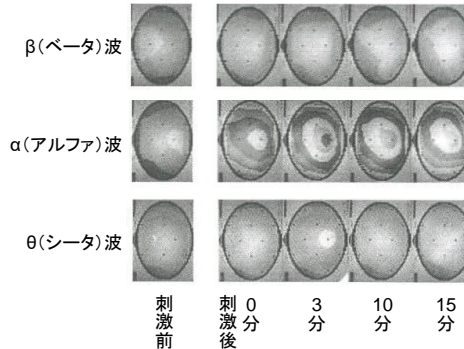 β(ベータ)波
α(アルファ)波
θ(シータ)波
刺激前
刺激後
0分
3分
10分
15分